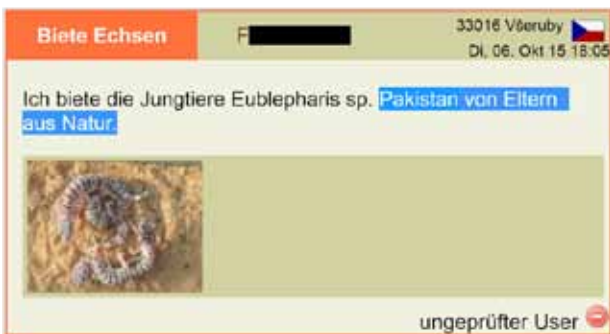 Biete Echsen
F
33016 Všeruby
Di, 06. Okt 15 18:05
Ich biete die Jungtiere Eublepharis sp. Pakistan von Eltern
aus Natur.
ungeprüfter User